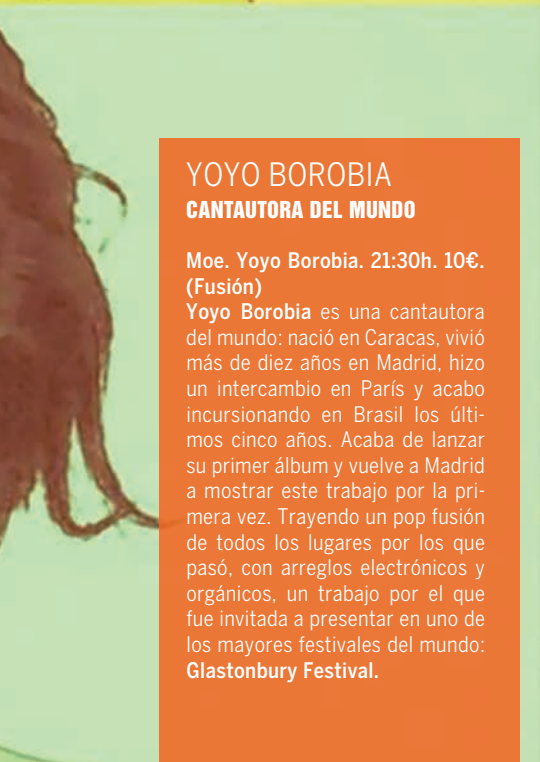 YOYO BOROBIA
CANTAUTORA DEL MUNDO
Moe. Yoyo Borobia. 21:30h. 10€.
(Fusión)
Yoyo Borobia es una cantautora
del mundo: nació en Caracas, vivió
más de diez años en Madrid, hizo
un intercambio en París y acabo
incursionando en Brasil los últi-
mos cinco años. Acaba de lanzar
su primer álbum y vuelve a Madrid
a mostrar este trabajo por la pri-
mera vez. Trayendo un pop fusión
de todos los lugares por los que
pasó, con arreglos electrónicos y
orgánicos, un trabajo por el que
fue invitada a presentar en uno de
los mayores festivales del mundo:
Glastonbury Festival.